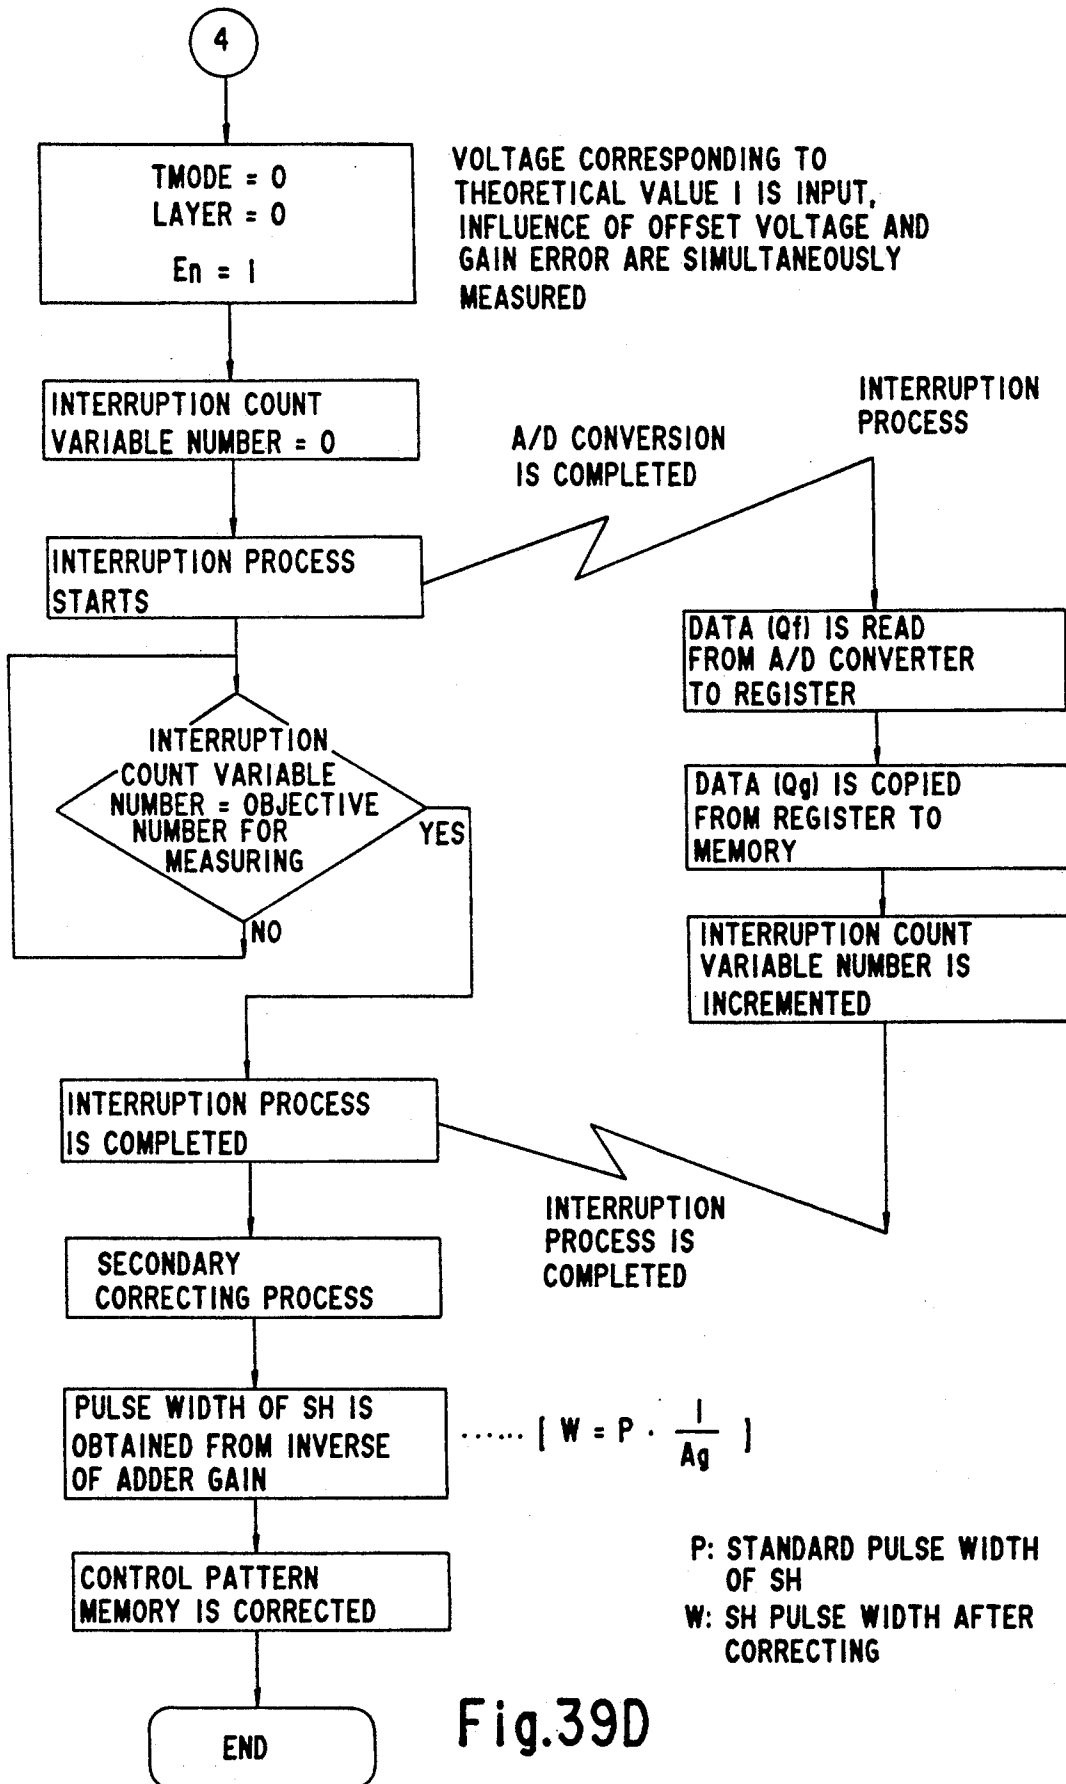 4
TMODE = 0
LAYER = 0
En = 1
VOLTAGE CORRESPONDING TO
THEORETICAL VALUE 1 IS INPUT,
INFLUENCE OF OFFSET VOLTAGE AND
GAIN ERROR ARE SIMULTANEOUSLY
MEASURED
INTERRUPTION COUNT
VARIABLE NUMBER = 0
A/D CONVERSION
IS COMPLETED
INTERRUPTION
PROCESS
INTERRUPTION PROCESS
STARTS
DATA (Qf) IS READ
FROM A/D CONVERTER
TO REGISTER
INTERRUPTION
COUNT VARIABLE
NUMBER = OBJECTIVE
NUMBER FOR
MEASURING
YES
NO
DATA (Qg) IS COPIED
FROM REGISTER TO
MEMORY
INTERRUPTION COUNT
VARIABLE NUMBER IS
INCREMENTED
INTERRUPTION PROCESS
IS COMPLETED
INTERRUPTION
PROCESS IS
COMPLETED
SECONDARY
CORRECTING PROCESS
PULSE WIDTH OF SH IS
OBTAINED FROM INVERSE
OF ADDER GAIN
...... [ W = P · 1/Ag ]
CONTROL PATTERN
MEMORY IS CORRECTED
P: STANDARD PULSE WIDTH
OF SH
W: SH PULSE WIDTH AFTER
CORRECTING
END
Fig.39D